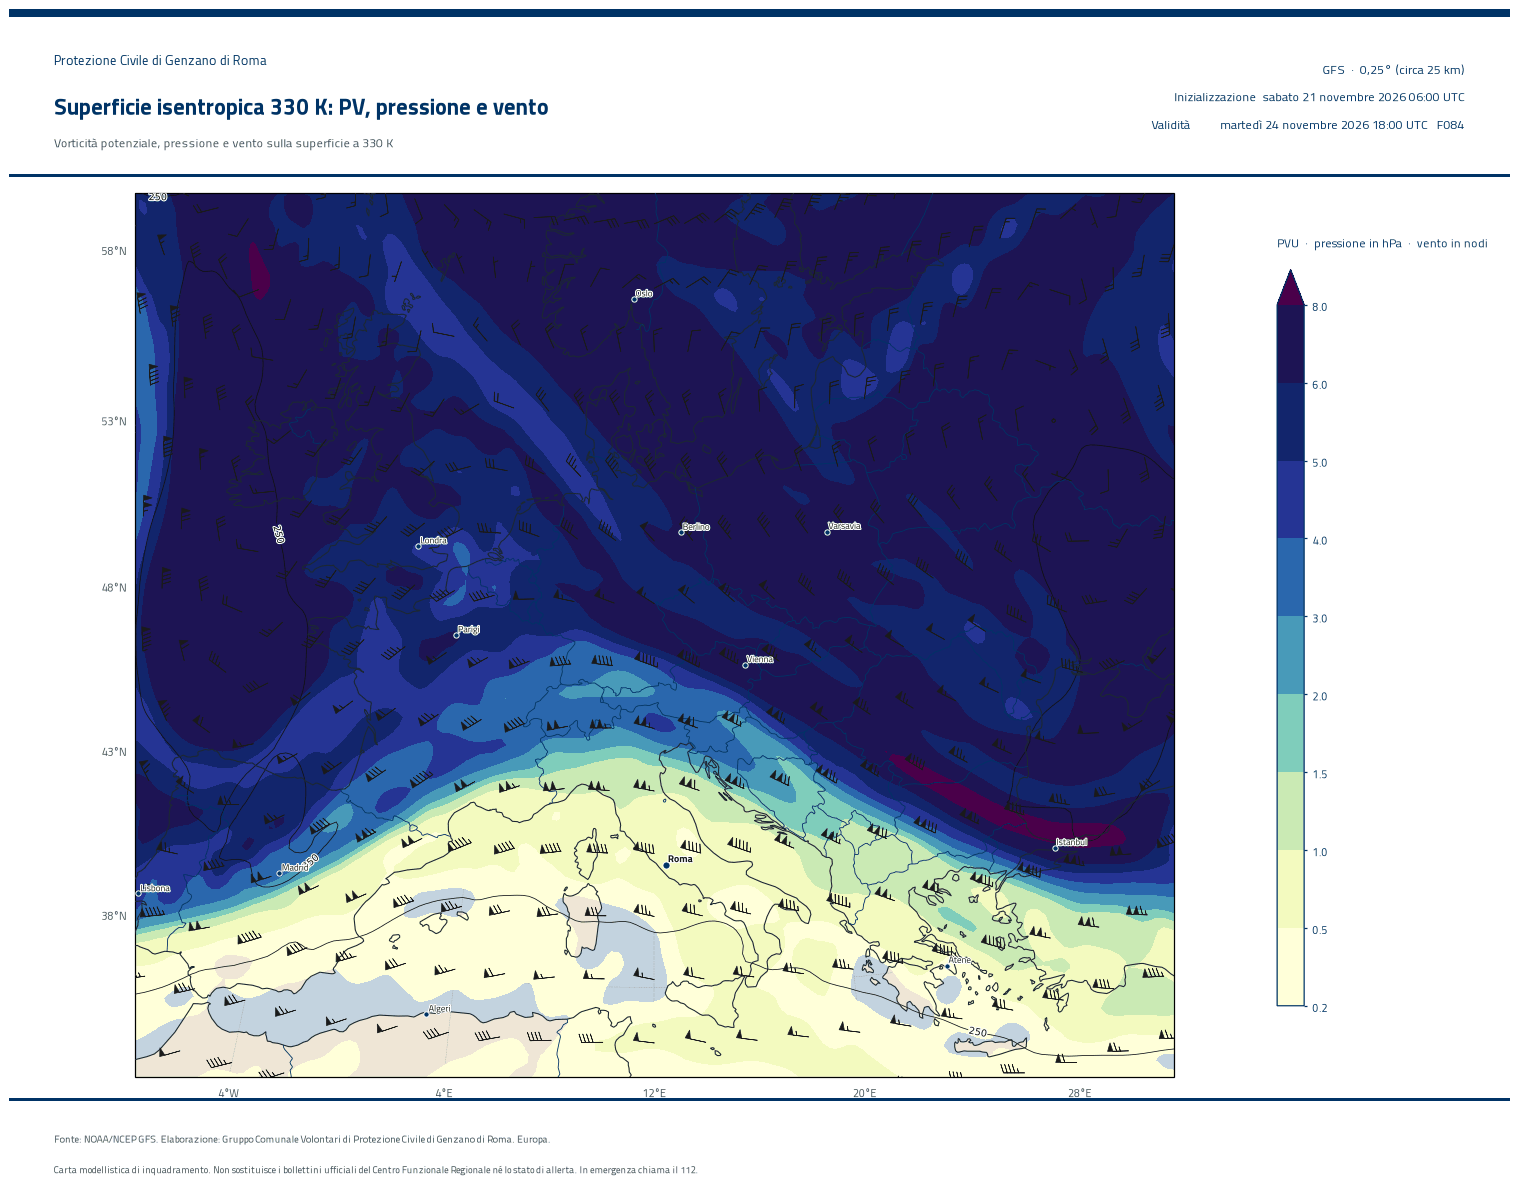 Protezione Civile di Genzano di Roma
Superficie isentropica 330 K: PV, pressione e vento
Vorticità potenziale, pressione e vento sulla superficie a 330 K
GFS · 0,25° (circa 25 km)
Inizializzazione sabato 21 novembre 2026 06:00 UTC
Validità martedì 24 novembre 2026 18:00 UTC F084
250
58°N
PVU · pressione in hPa · vento in nodi
Oslo
8.0
6.0
53°N
5.0
250
Berlino
Varsavia
Londra
4.0
48°N
3.0
Parigi
Vienna
2.0
43°N
1.5
Istanbul
1.0
Roma
Madrid
250
Lisbona
38°N
0.5
Atene
Algeri
250
0.2
4°W
4°E
12°E
20°E
28°E
Fonte: NOAA/NCEP GFS. Elaborazione: Gruppo Comunale Volontari di Protezione Civile di Genzano di Roma. Europa.
Carta modellistica di inquadramento. Non sostituisce i bollettini ufficiali del Centro Funzionale Regionale né lo stato di allerta. In emergenza chiama il 112.